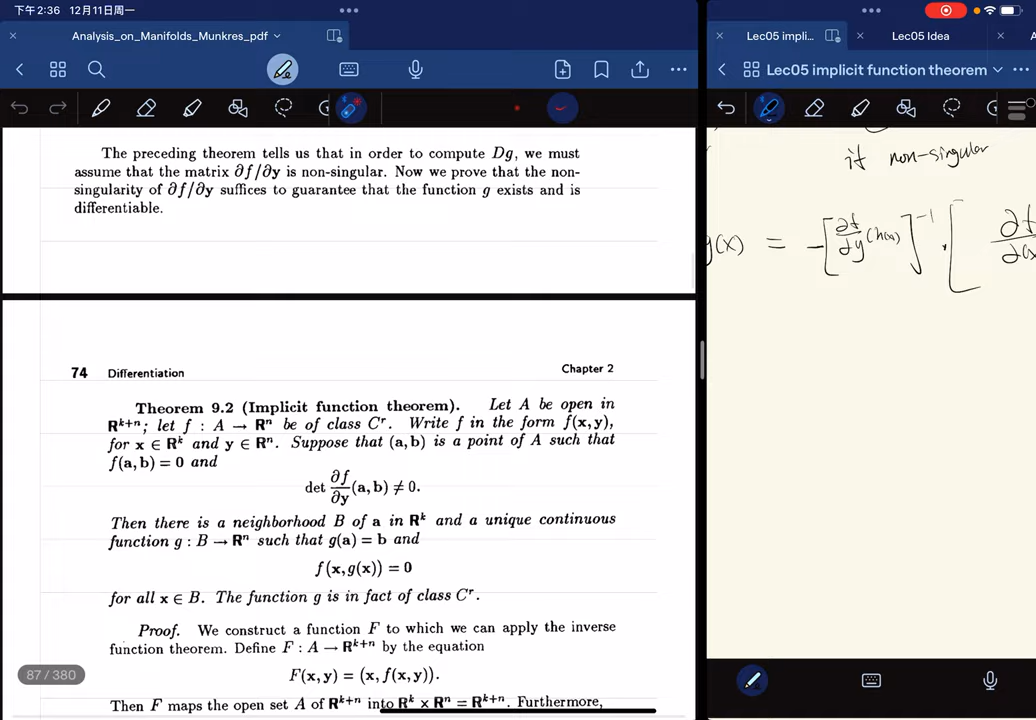 下午2:36 12月11日周一
Analysis_on_Manifolds_Munkres_pdf
Lec05 impli...
Lec05 Idea
Lec05 implicit function theorem
The preceding theorem tells us that in order to compute Dg, we must
assume that the matrix ∂f/∂y is non-singular. Now we prove that the non-
singularity of ∂f/∂y suffices to guarantee that the function g exists and is
differentiable.
74 Differentiation Chapter 2
Theorem 9.2 (Implicit function theorem). Let A be open in
R^{k+n}; let f : A → R^n be of class C^r. Write f in the form f(x,y),
for x ∈ R^k and y ∈ R^n. Suppose that (a,b) is a point of A such that
f(a,b) = 0 and
det ∂f/∂y (a,b) ≠ 0.
Then there is a neighborhood B of a in R^k and a unique continuous
function g : B → R^n such that g(a) = b and
f(x,g(x)) = 0
for all x ∈ B. The function g is in fact of class C^r.
Proof. We construct a function F to which we can apply the inverse
function theorem. Define F : A → R^{k+n} by the equation
F(x,y) = (x, f(x,y)).
Then F maps the open set A of R^{k+n} into R^k × R^n = R^{k+n}. Furthermore,
87 / 380
if non-singular
g(x) = -[∂f/∂y (h(x))]^{-1} · [ ∂f